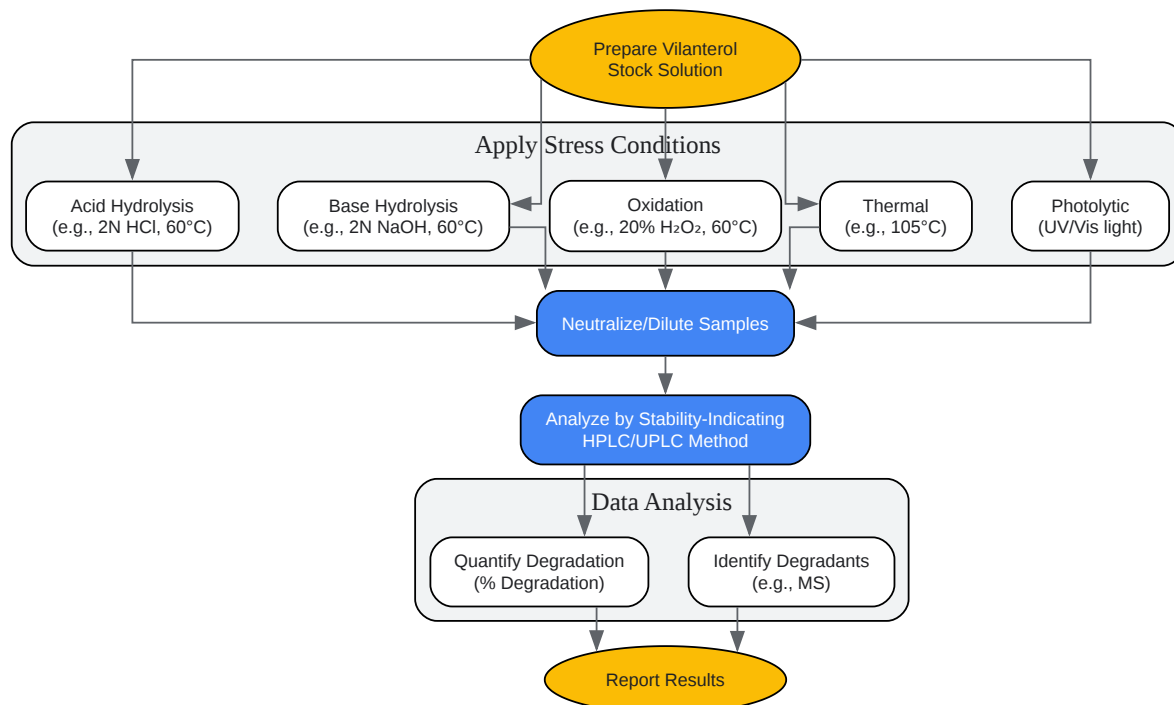 Prepare Vilanterol
Stock Solution
Apply Stress Conditions
Acid Hydrolysis
(e.g., 2N HCl, 60°C)
Base Hydrolysis
(e.g., 2N NaOH, 60°C)
Oxidation
(e.g., 20% H₂O₂, 60°C)
Thermal
(e.g., 105°C)
Photolytic
(UV/Vis light)
Neutralize/Dilute Samples
Analyze by Stability-Indicating
HPLC/UPLC Method
Data Analysis
Quantify Degradation
(% Degradation)
Identify Degradants
(e.g., MS)
Report Results